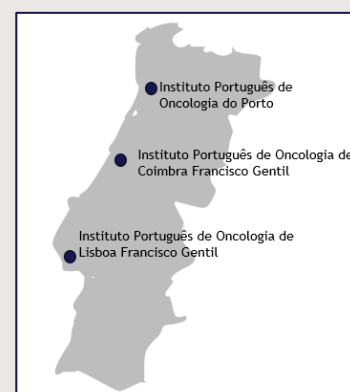 Instituto Português de
Oncologia do Porto
Instituto Português de Oncologia de
Coimbra Francisco Gentil
Instituto Português de Oncologia de
Lisboa Francisco Gentil